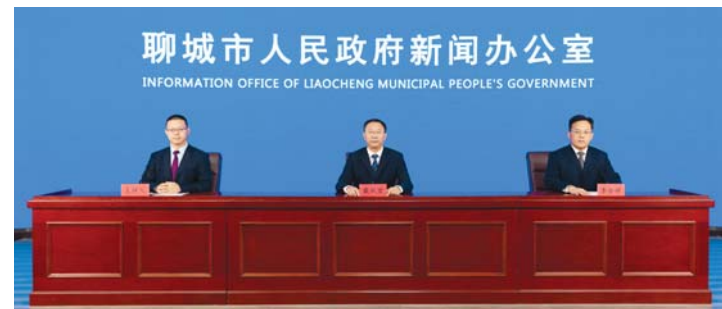 聊城市人民政府新闻办公室
INFORMATION OFFICE OF LIAOCHENG MUNICIPAL PEOPLE'S GOVERNMENT